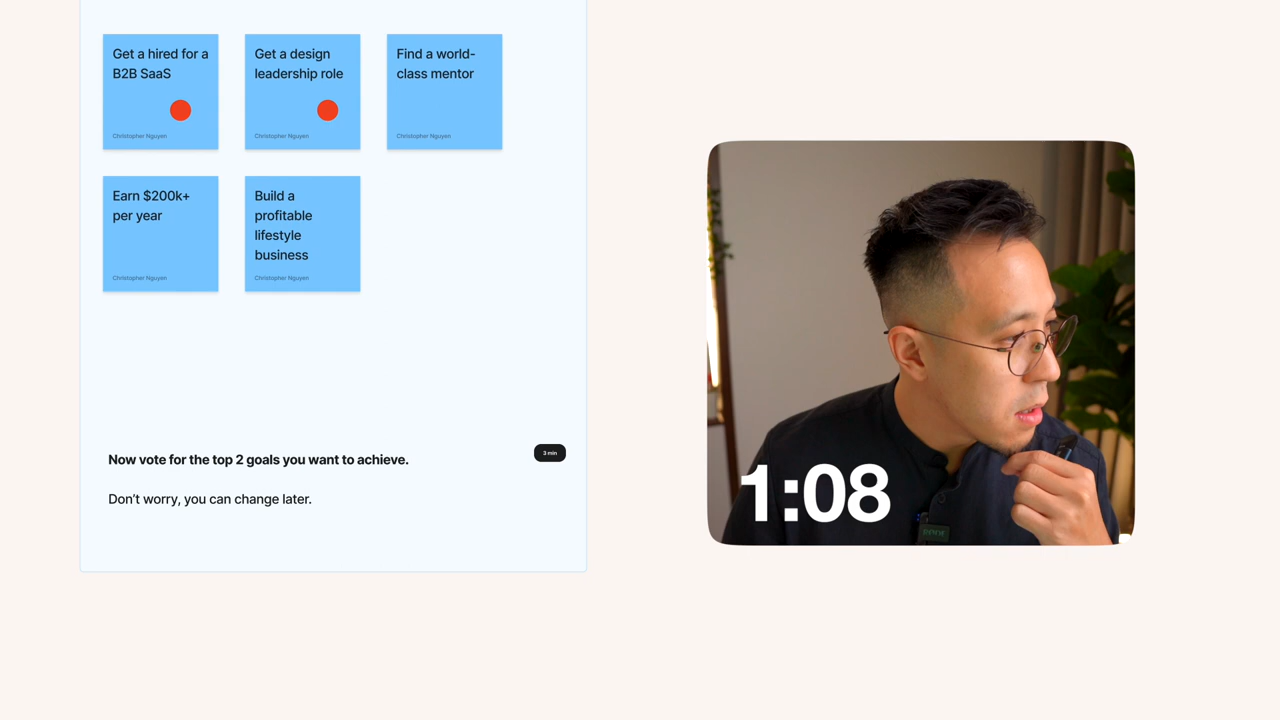 Get a hired for a
B2B SaaS
Christopher Nguyen
Get a design
leadership role
Christopher Nguyen
Find a world-
class mentor
Christopher Nguyen
Earn $200k+
per year
Christopher Nguyen
Build a
profitable
lifestyle
business
Christopher Nguyen
Now vote for the top 2 goals you want to achieve.
3 min
Don’t worry, you can change later.
1:08